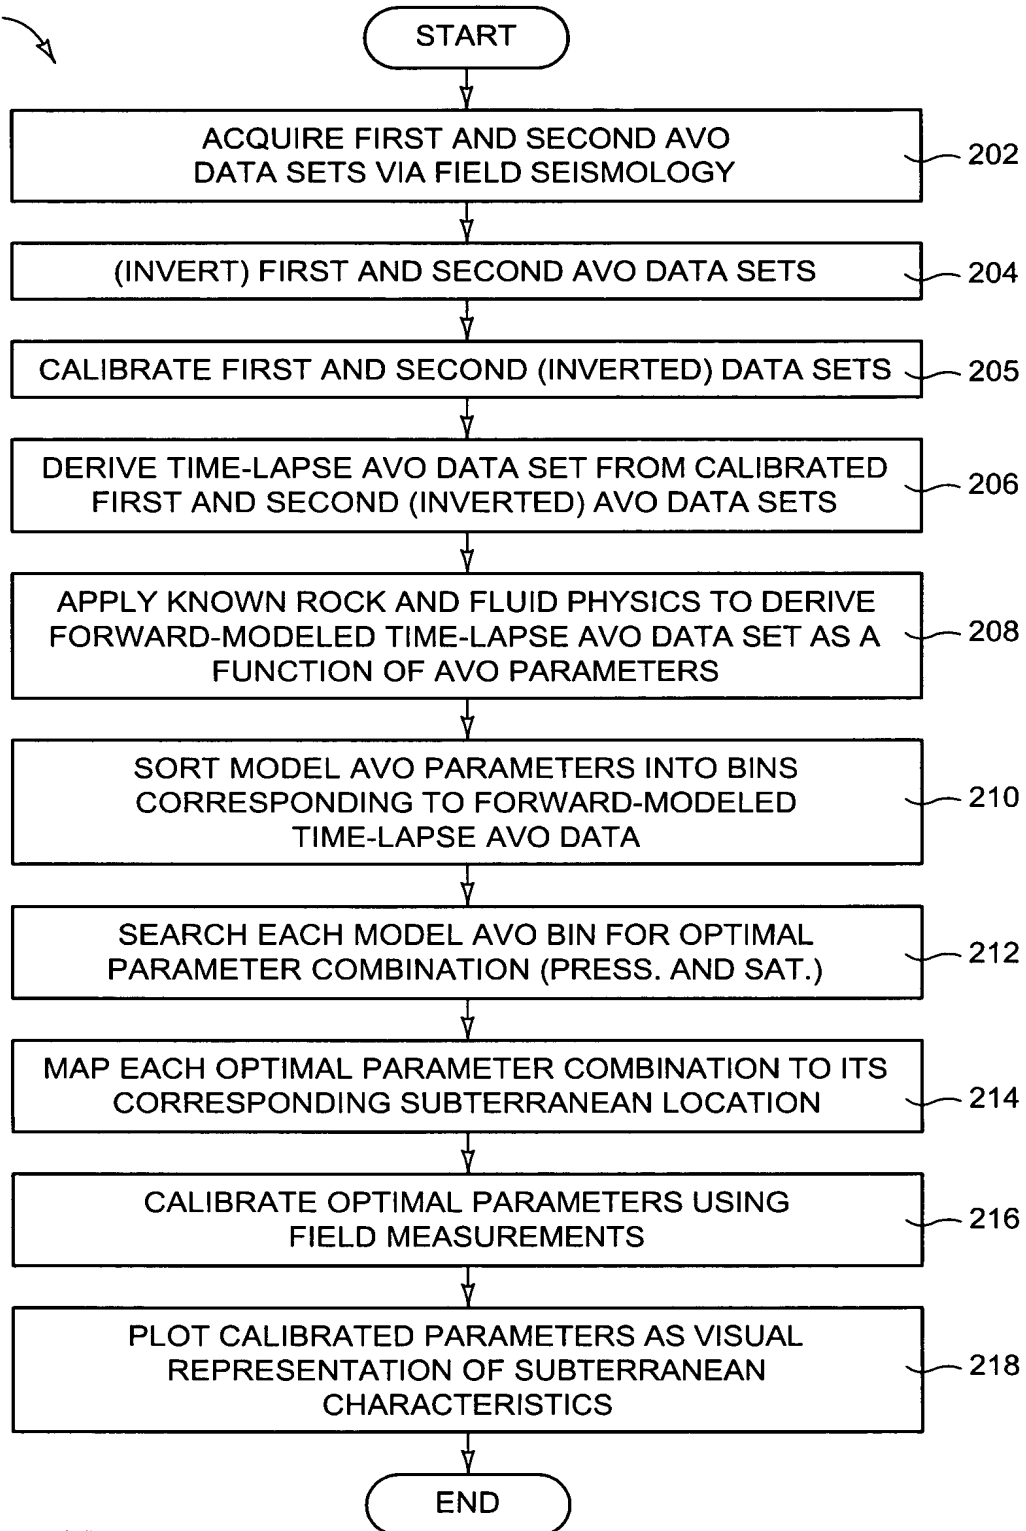 START
ACQUIRE FIRST AND SECOND AVO
DATA SETS VIA FIELD SEISMOLOGY
202
(INVERT) FIRST AND SECOND AVO DATA SETS
204
CALIBRATE FIRST AND SECOND (INVERTED) DATA SETS
205
DERIVE TIME-LAPSE AVO DATA SET FROM CALIBRATED
FIRST AND SECOND (INVERTED) AVO DATA SETS
206
APPLY KNOWN ROCK AND FLUID PHYSICS TO DERIVE
FORWARD-MODELED TIME-LAPSE AVO DATA SET AS A
FUNCTION OF AVO PARAMETERS
208
SORT MODEL AVO PARAMETERS INTO BINS
CORRESPONDING TO FORWARD-MODELED
TIME-LAPSE AVO DATA
210
SEARCH EACH MODEL AVO BIN FOR OPTIMAL
PARAMETER COMBINATION (PRESS. AND SAT.)
212
MAP EACH OPTIMAL PARAMETER COMBINATION TO ITS
CORRESPONDING SUBTERRANEAN LOCATION
214
CALIBRATE OPTIMAL PARAMETERS USING
FIELD MEASUREMENTS
216
PLOT CALIBRATED PARAMETERS AS VISUAL
REPRESENTATION OF SUBTERRANEAN
CHARACTERISTICS
218
END